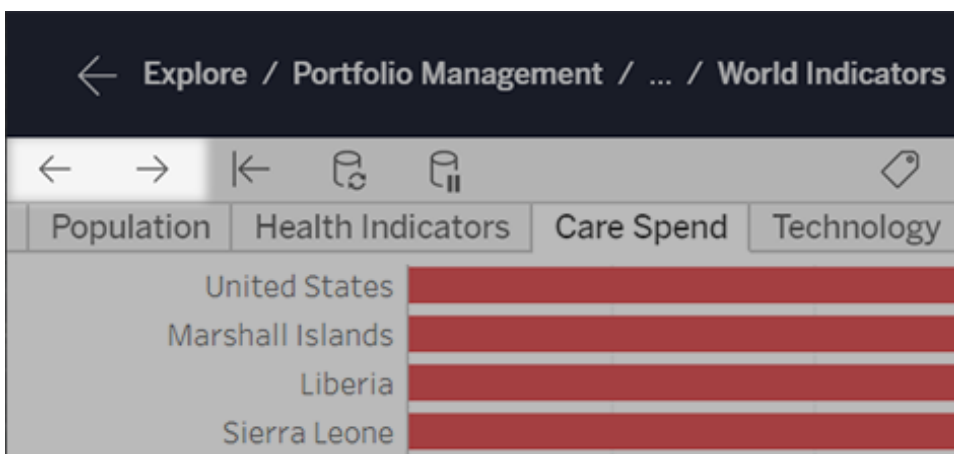 Explore / Portfolio Management / ... / World Indicators
Population Health Indicators Care Spend Technology
United States
Marshall Islands
Liberia
Sierra Leone